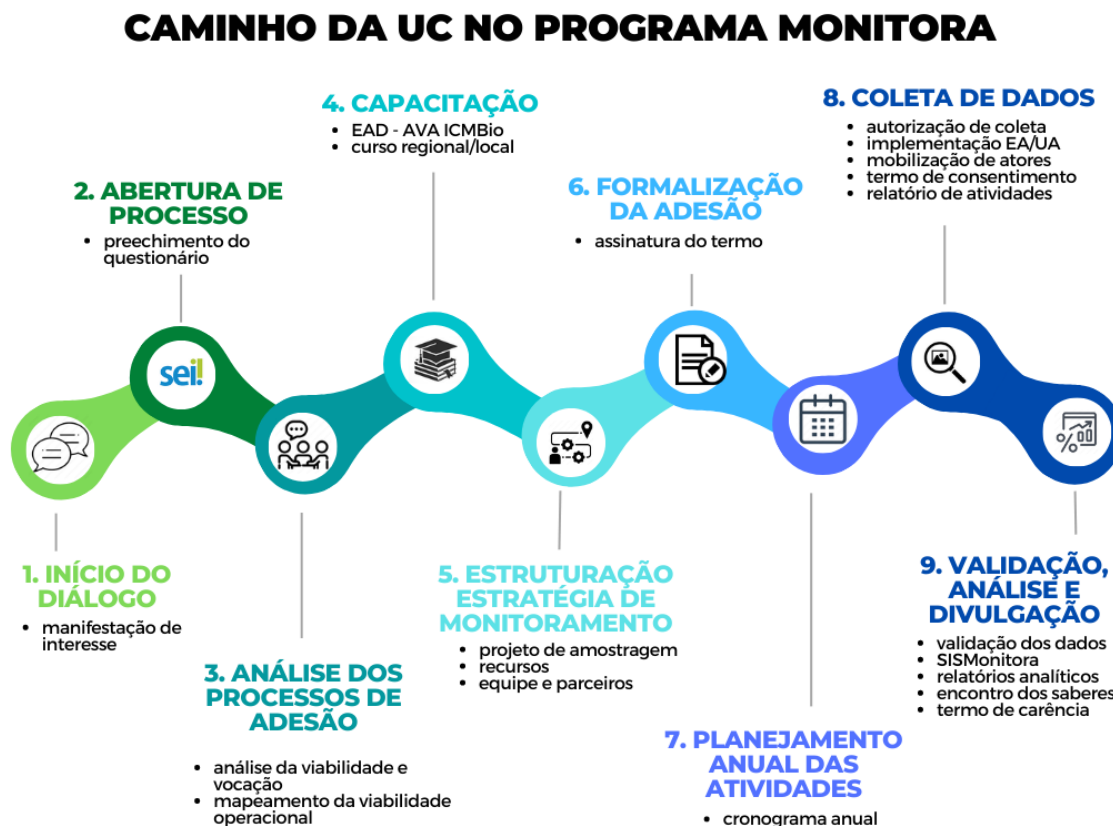 CAMINHO DA UC NO PROGRAMA MONITORA
1. INÍCIO DO
DIÁLOGO
• manifestação de
interesse
2. ABERTURA DE
PROCESSO
• preechimento do
questionário
sei!
3. ANÁLISE DOS
PROCESSOS DE
ADESÃO
• análise da viabilidade e
vocação
• mapeamento da viabilidade
operacional
4. CAPACITAÇÃO
• EAD - AVA ICMBio
• curso regional/local
5. ESTRUTURAÇÃO
ESTRATÉGIA DE
MONITORAMENTO
• projeto de amostragem
• recursos
• equipe e parceiros
6. FORMALIZAÇÃO
DA ADESÃO
• assinatura do termo
7. PLANEJAMENTO
ANUAL DAS
ATIVIDADES
• cronograma anual
8. COLETA DE DADOS
• autorização de coleta
• implementação EA/UA
• mobilização de atores
• termo de consentimento
• relatório de atividades
9. VALIDAÇÃO,
ANÁLISE E
DIVULGAÇÃO
• validação dos dados
• SISMonitora
• relatórios analíticos
• encontro dos saberes
• termo de carência